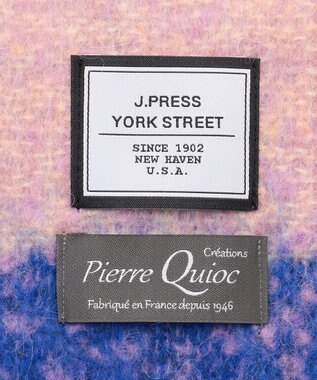 J.PRESS
YORK STREET
SINCE 1902
NEW HAVEN
U.S.A.
Créations
Pierre Quioc
Fabriqué en France depuis 1946